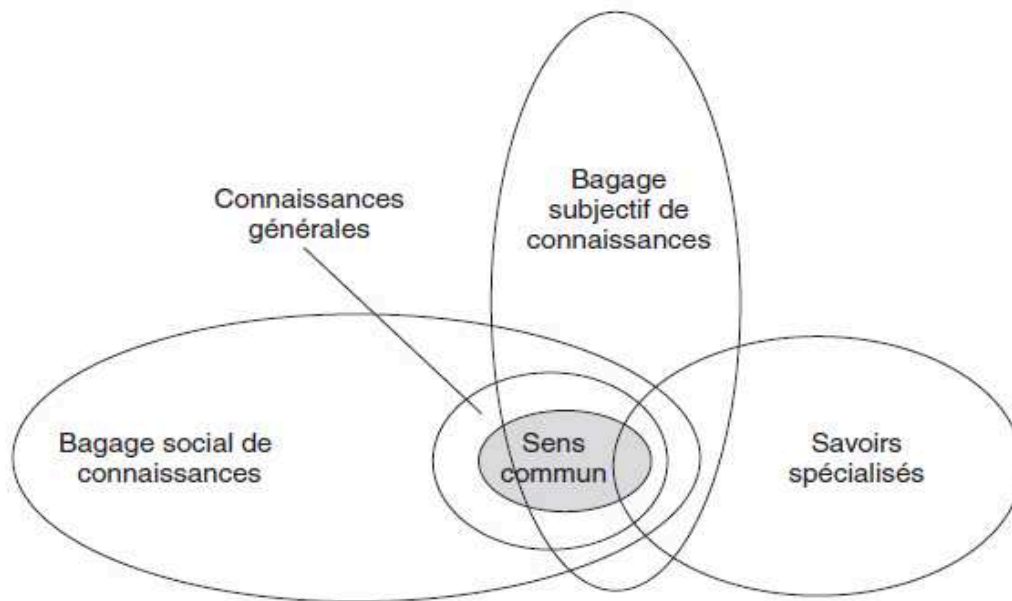 Bagage
subjectif de
connaissances
Connaissances
générales
Bagage social de
connaissances
Sens
commun
Savoirs
spécialisés